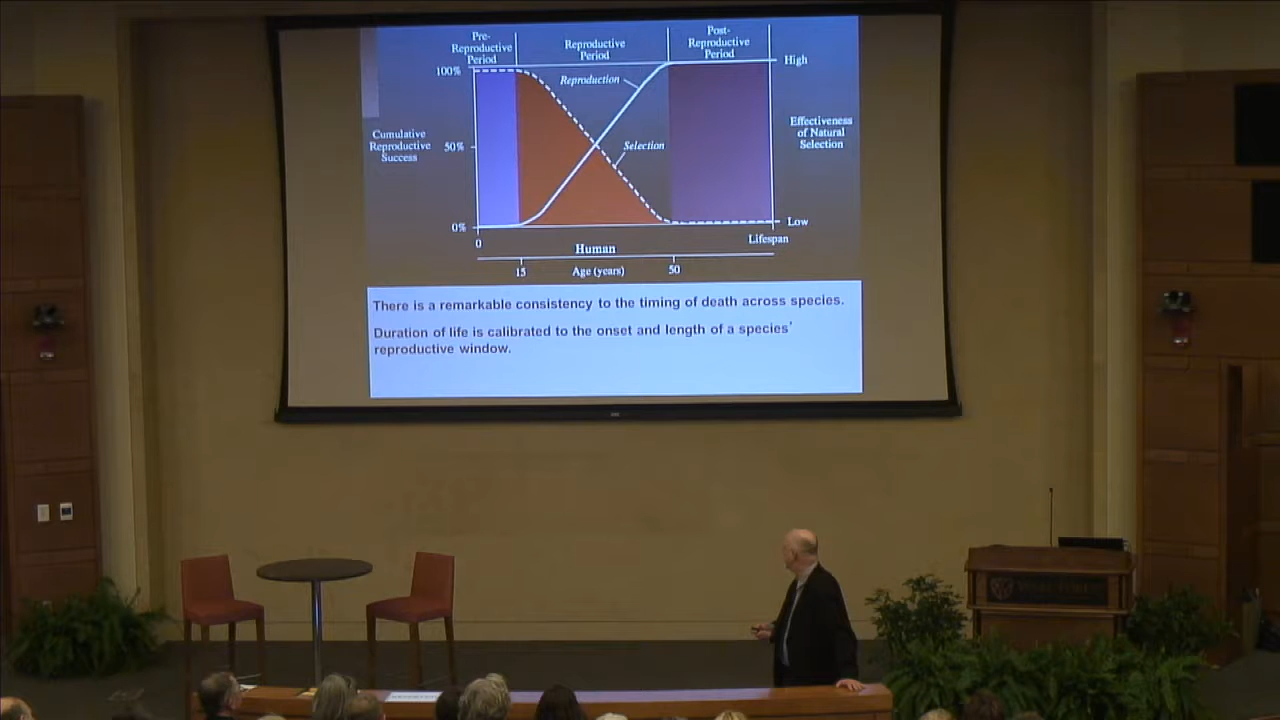 Pre-
Reproductive
Period
Reproductive
Period
Post-
Reproductive
Period
100%
High
Reproduction
Cumulative
Reproductive
Success
50%
Selection
Effectiveness
of Natural
Selection
0%
Low
0
Human
Lifespan
15
Age (years)
50
There is a remarkable consistency to the timing of death across species.
Duration of life is calibrated to the onset and length of a species'
reproductive window.